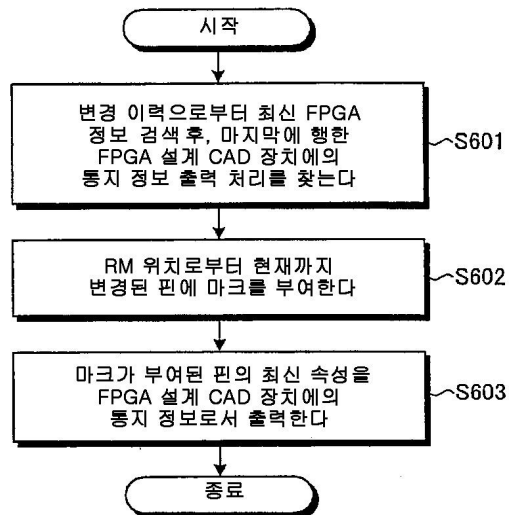 시작
변경 이력으로부터 최신 FPGA
정보 검색 후, 마지막에 행한
FPGA 설계 CAD 장치에의
통지 정보 출력 처리를 찾는다
S601
RM 위치로부터 현재까지
변경된 핀에 마크를 부여한다
S602
마크가 부여된 핀의 최신 속성을
FPGA 설계 CAD 장치에의
통지 정보로서 출력한다
S603
종료